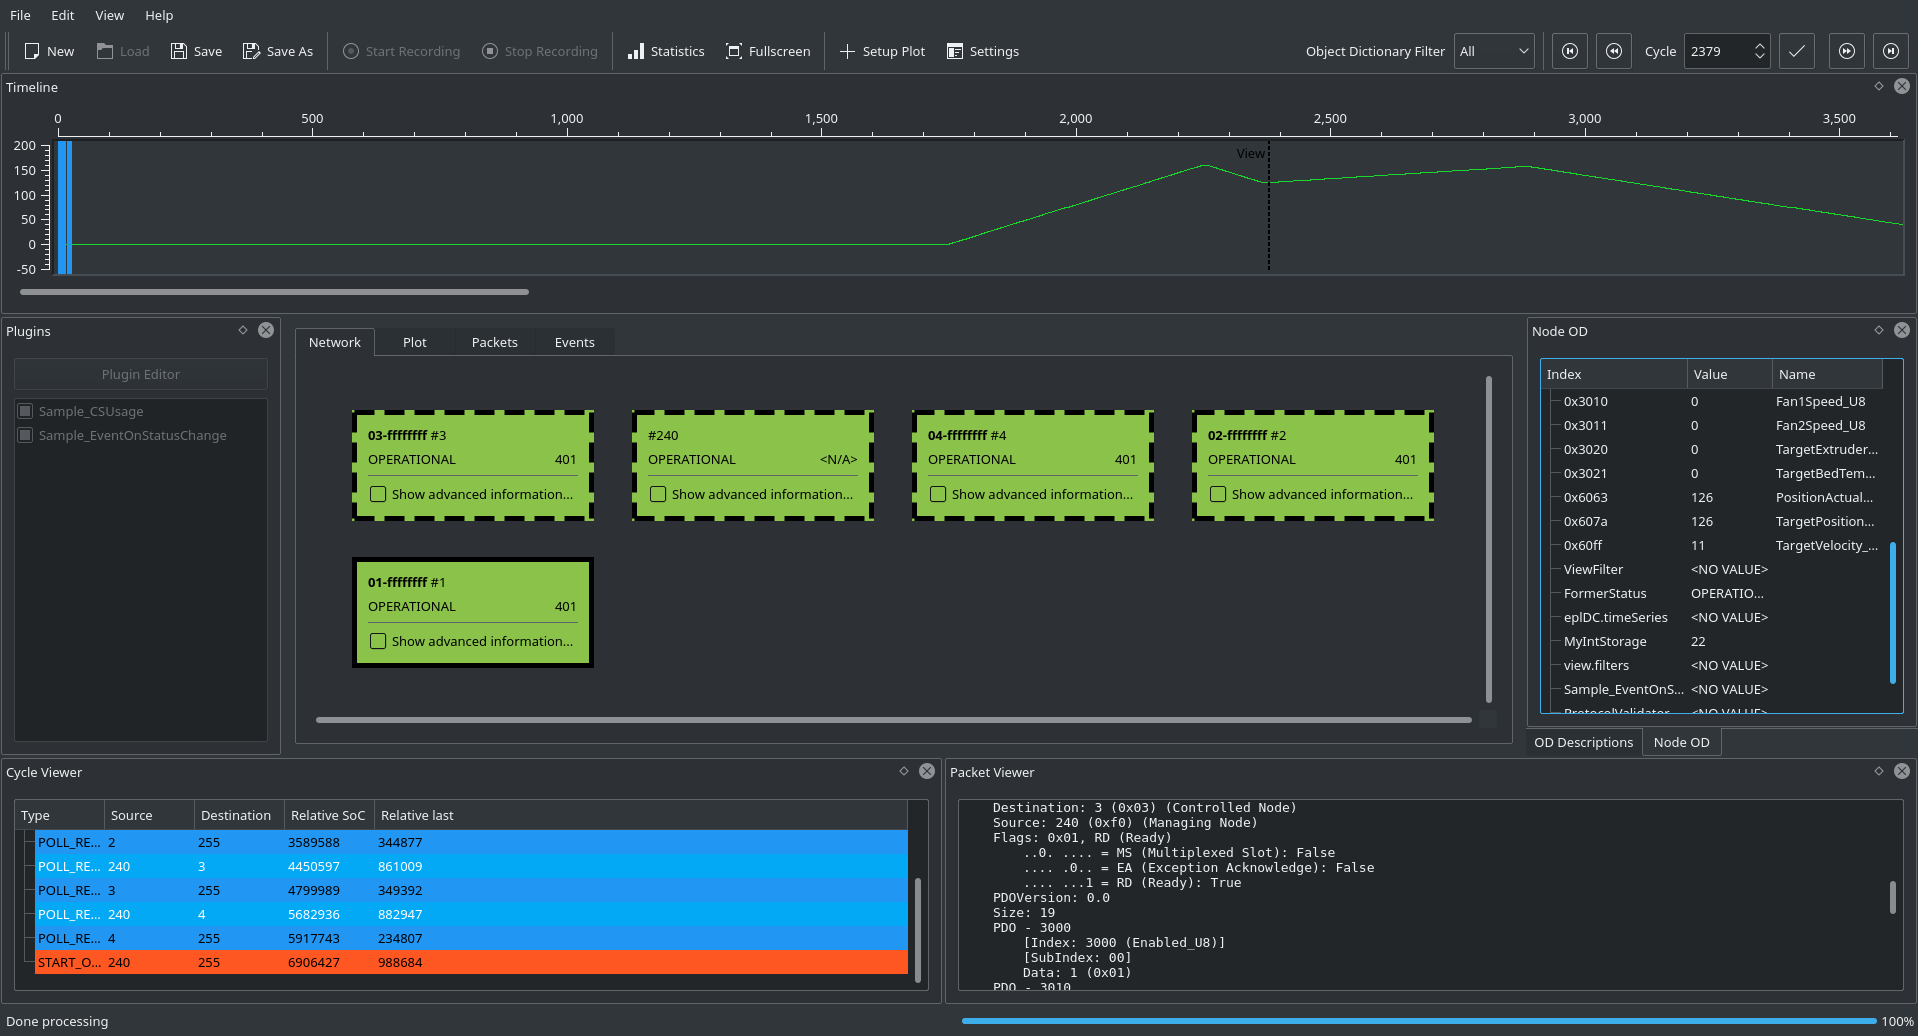 File Edit View Help
New Load Save Save As Start Recording Stop Recording Statistics Fullscreen Setup Plot Settings Object Dictionary Filter All Cycle 2379
Timeline
0 500 1,000 1,500 2,000 2,500 3,000 3,500
200
150
100
50
0
-50
View
Plugins
Plugin Editor
Sample_CSUsage
Sample_EventOnStatusChange
Network Plot Packets Events
03-ffffffff #3
OPERATIONAL 401
Show advanced information...
#240
OPERATIONAL <N/A>
Show advanced information...
04-ffffffff #4
OPERATIONAL 401
Show advanced information...
02-ffffffff #2
OPERATIONAL 401
Show advanced information...
01-ffffffff #1
OPERATIONAL 401
Show advanced information...
Node OD
Index Value Name
0x3010 0 Fan1Speed_U8
0x3011 0 Fan2Speed_U8
0x3020 0 TargetExtruder...
0x3021 0 TargetBedTem...
0x6063 126 PositionActual...
0x607a 126 TargetPosition...
0x60ff 11 TargetVelocity_...
ViewFilter <NO VALUE>
FormerStatus OPERATIO...
eplDC.timeSeries <NO VALUE>
MyIntStorage 22
view.filters <NO VALUE>
Sample_EventOnS... <NO VALUE>
ProtocolValidator <NO VALUE>
OD Descriptions Node OD
Cycle Viewer
Type Source Destination Relative SoC Relative last
POLL_RE... 2 255 3589588 344877
POLL_RE... 240 3 4450597 861009
POLL_RE... 3 255 4799989 349392
POLL_RE... 240 4 5682936 882947
POLL_RE... 4 255 5917743 234807
START_O... 240 255 6906427 988684
Packet Viewer
Destination: 3 (0x03) (Controlled Node)
Source: 240 (0xf0) (Managing Node)
Flags: 0x01, RD (Ready)
..0. .... = MS (Multiplexed Slot): False
.... .0.. = EA (Exception Acknowledge): False
.... ...1 = RD (Ready): True
PDOVersion: 0.0
Size: 19
PDO - 3000
[Index: 3000 (Enabled_U8)]
[SubIndex: 00]
Data: 1 (0x01)
PDO - 3010
Done processing 100%